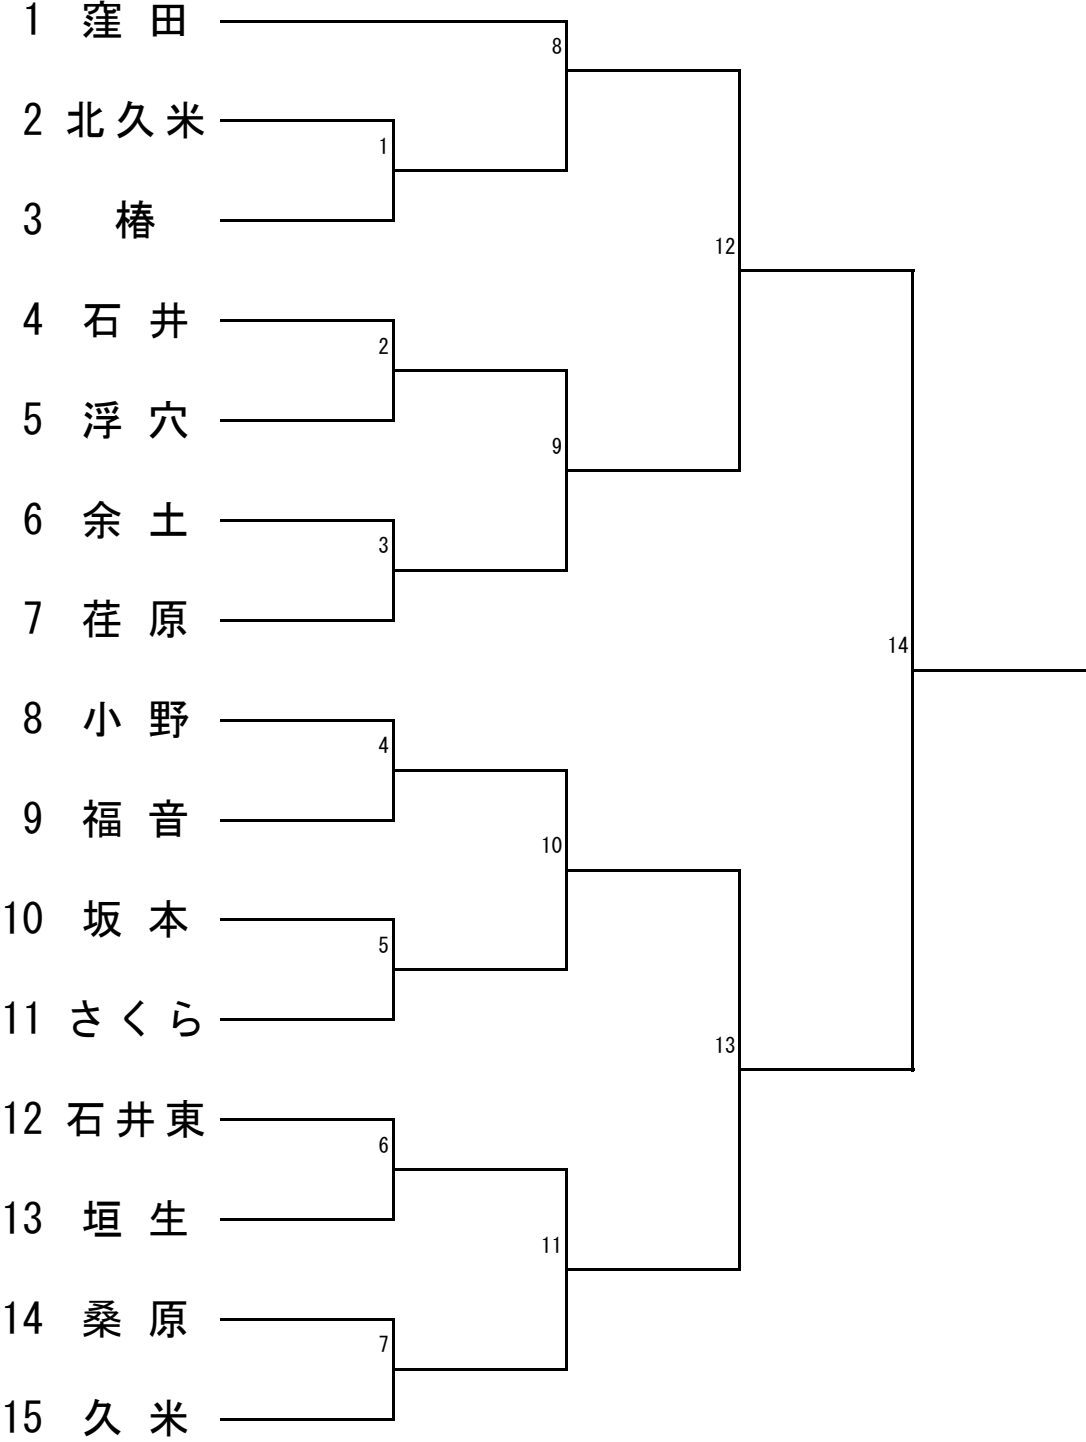 1 窪田
8
2 北久米
1
3 椿
12
4 石井
2
5 浮穴
9
6 余土
3
7 荏原
14
8 小野
4
9 福音
10
10 坂本
5
11 さくら
13
12 石井東
6
13 垣生
11
14 桑原
7
15 久米